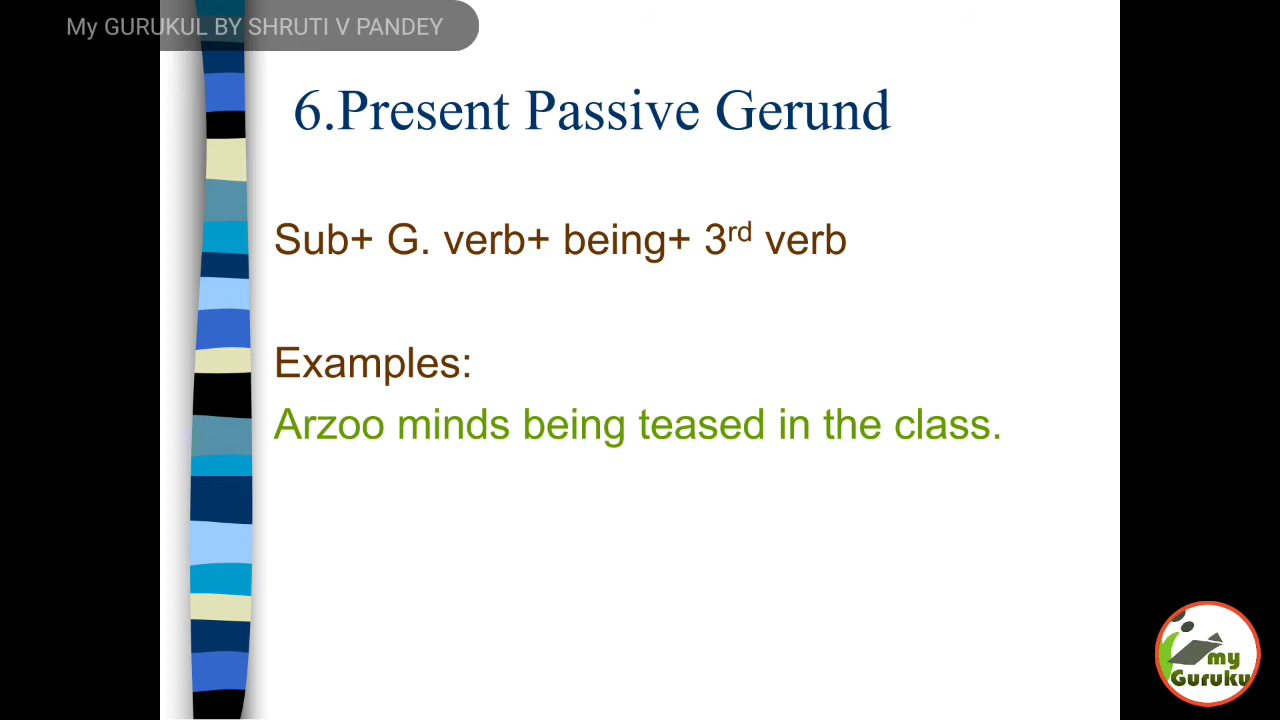 My GURUKUL BY SHRUTI V PANDEY
6.Present Passive Gerund
Sub+ G. verb+ being+ 3rd verb
Examples:
Arzoo minds being teased in the class.
my
Guruku